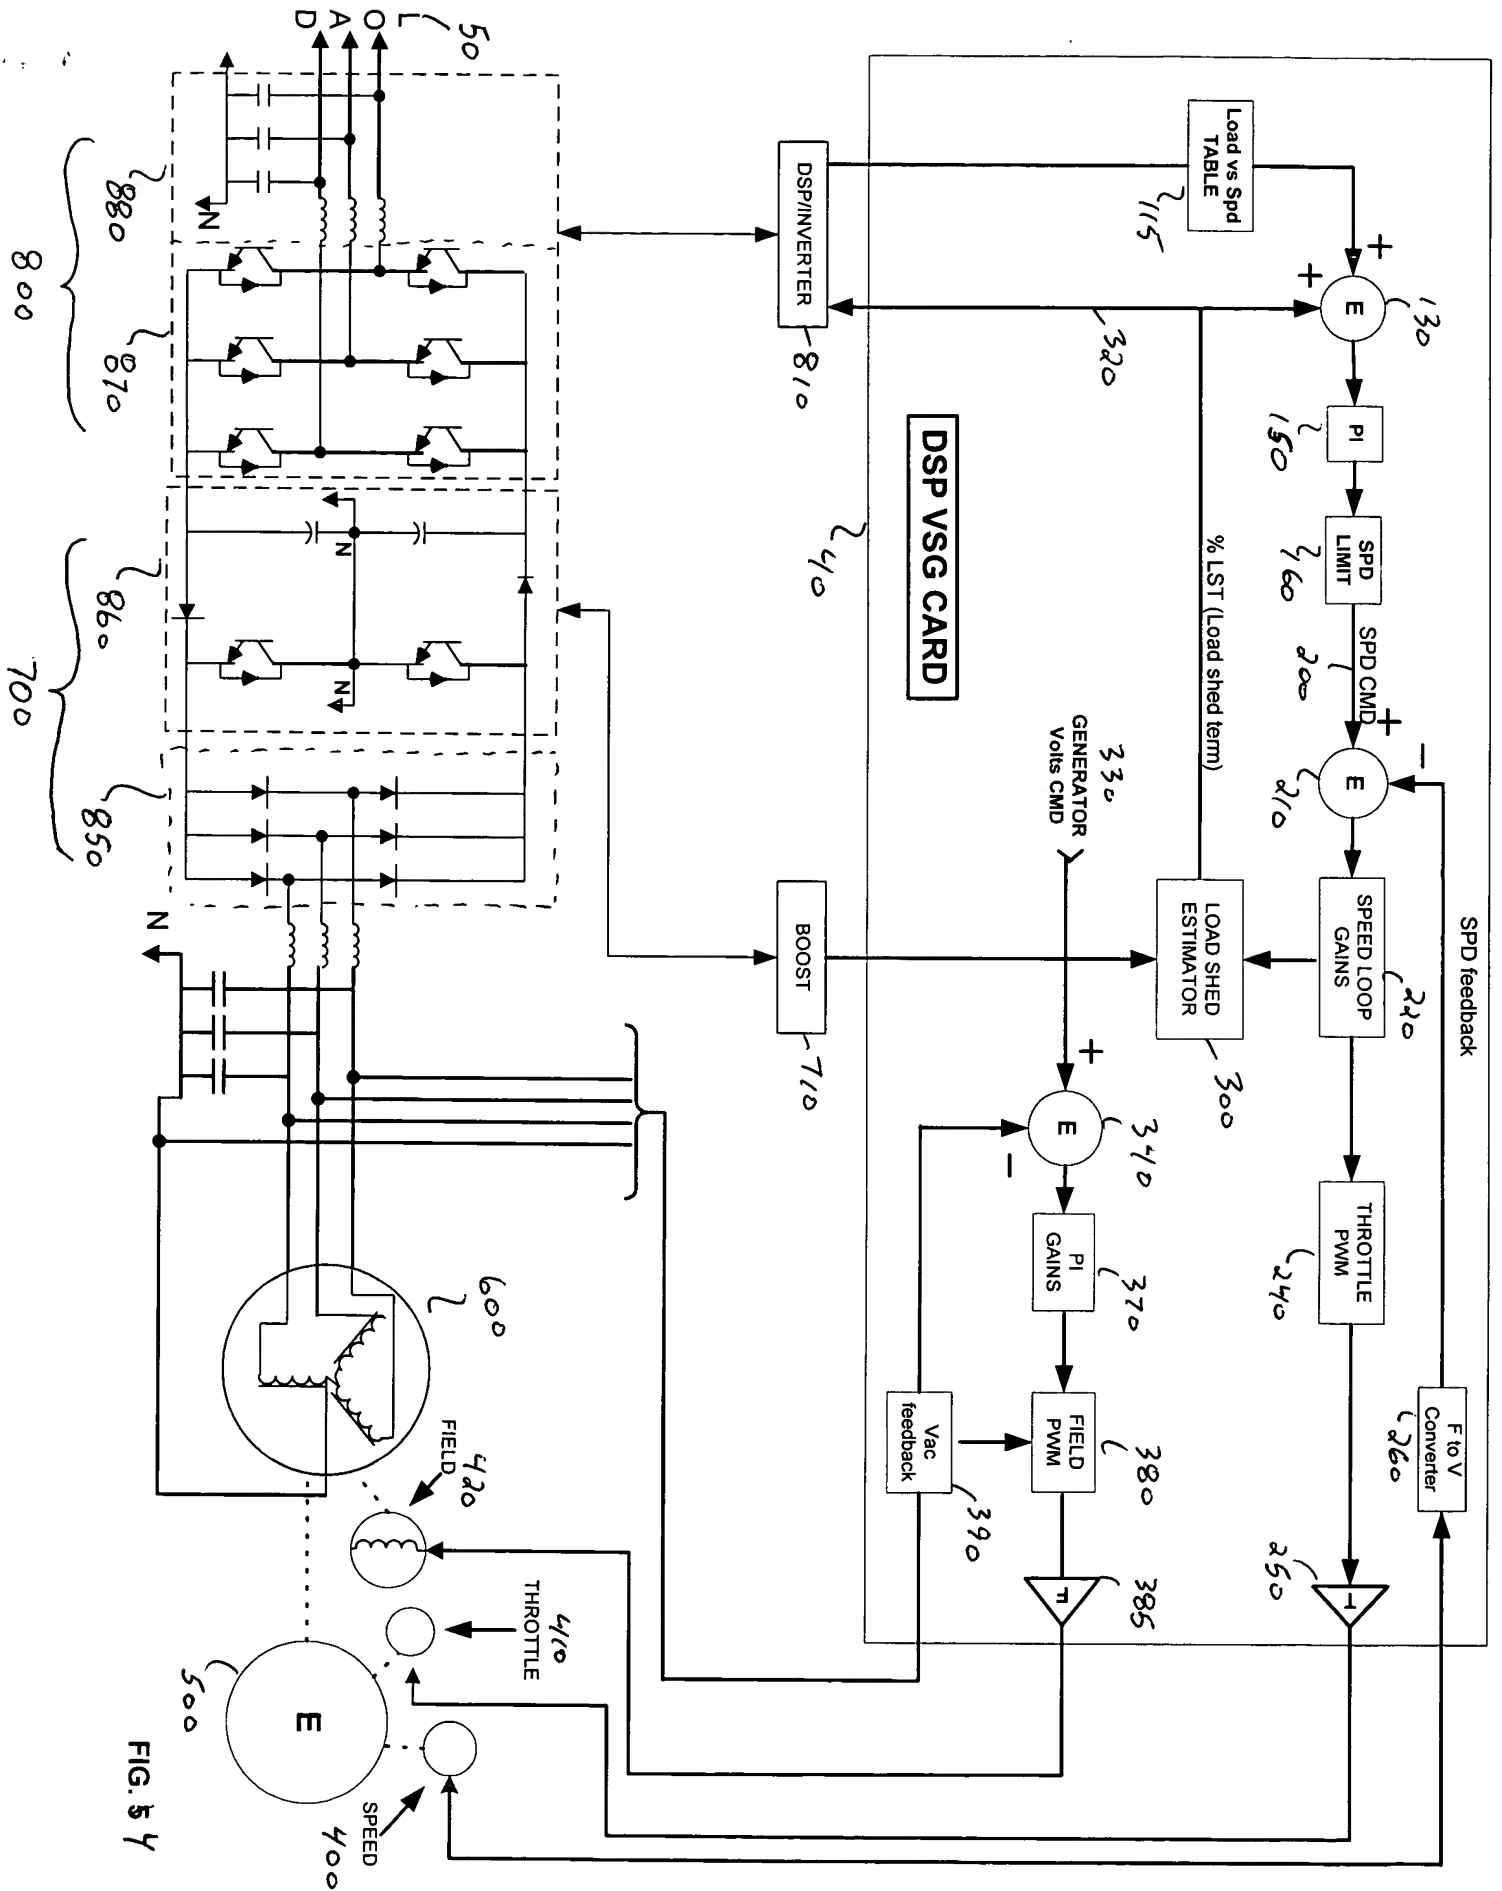 SPD feedback
F to V
Converter
260
Load vs Spd
TABLE
115
+
+
E
130
PI
150
SPD
LIMIT
160
SPD CMD
200
+
-
E
210
SPEED LOOP
GAINS
220
THROTTLE
PWM
240
T
250
% LST (Load shed term)
320
LOAD SHED
ESTIMATOR
300
330
GENERATOR
Volts CMD
+
-
E
340
PI
GAINS
370
FIELD
PWM
380
F
385
Vac
feedback
390
DSP VSG CARD
40
DSP/INVERTER
810
BOOST
710
50
L
O
A
D
N
880
870
800
N
N
860
850
700
N
600
420
FIELD
410
THROTTLE
SPEED
400
E
500
FIG. 5 4